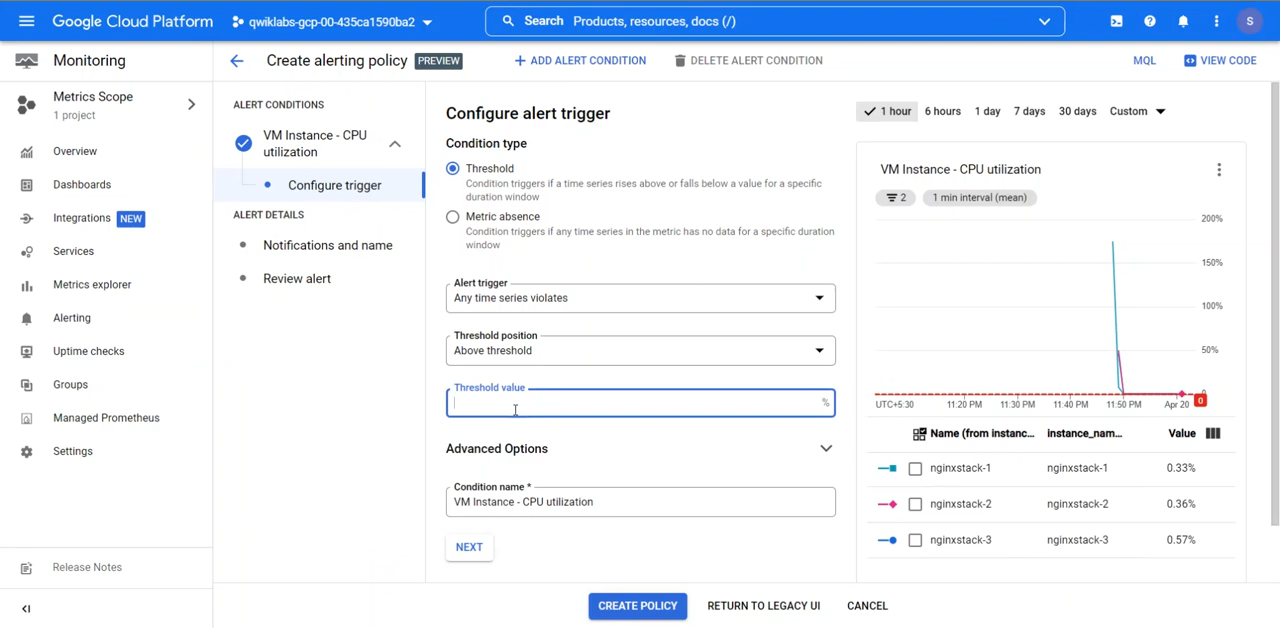 Google Cloud Platform
qwiklabs-gcp-00-435ca1590ba2
Search Products, resources, docs (/)
S
Monitoring
Create alerting policy PREVIEW
ADD ALERT CONDITION
DELETE ALERT CONDITION
MQL
VIEW CODE
Metrics Scope
1 project
Overview
Dashboards
Integrations NEW
Services
Metrics explorer
Alerting
Uptime checks
Groups
Managed Prometheus
Settings
Release Notes
ALERT CONDITIONS
VM Instance - CPU
utilization
Configure trigger
ALERT DETAILS
Notifications and name
Review alert
Configure alert trigger
Condition type
Threshold
Condition triggers if a time series rises above or falls below a value for a specific
duration window
Metric absence
Condition triggers if any time series in the metric has no data for a specific duration
window
Alert trigger
Any time series violates
Threshold position
Above threshold
Threshold value
%
Advanced Options
Condition name *
VM Instance - CPU utilization
NEXT
1 hour 6 hours 1 day 7 days 30 days Custom
VM Instance - CPU utilization
2 1 min interval (mean)
200%
150%
100%
50%
0
UTC+5:30 11:20 PM 11:30 PM 11:40 PM 11:50 PM Apr 20 0
Name (from instanc... instance_nam... Value
nginxstack-1 nginxstack-1 0.33%
nginxstack-2 nginxstack-2 0.36%
nginxstack-3 nginxstack-3 0.57%
CREATE POLICY RETURN TO LEGACY UI CANCEL